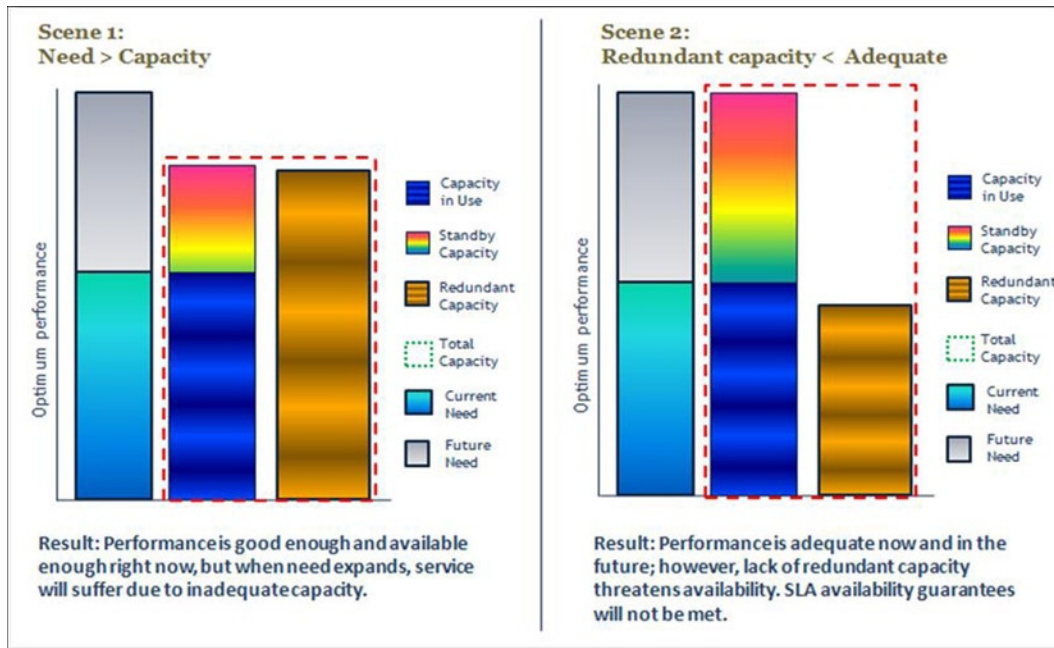 Scene 1:
Need > Capacity
Optimum performance
Capacity
in Use
Standby
Capacity
Redundant
Capacity
Total
Capacity
Current
Need
Future
Need
Result: Performance is good enough and available
enough right now, but when need expands, service
will suffer due to inadequate capacity.
Scene 2:
Redundant capacity < Adequate
Optimum performance
Capacity
in Use
Standby
Capacity
Redundant
Capacity
Total
Capacity
Current
Need
Future
Need
Result: Performance is adequate now and in the
future; however, lack of redundant capacity
threatens availability. SLA availability guarantees
will not be met.